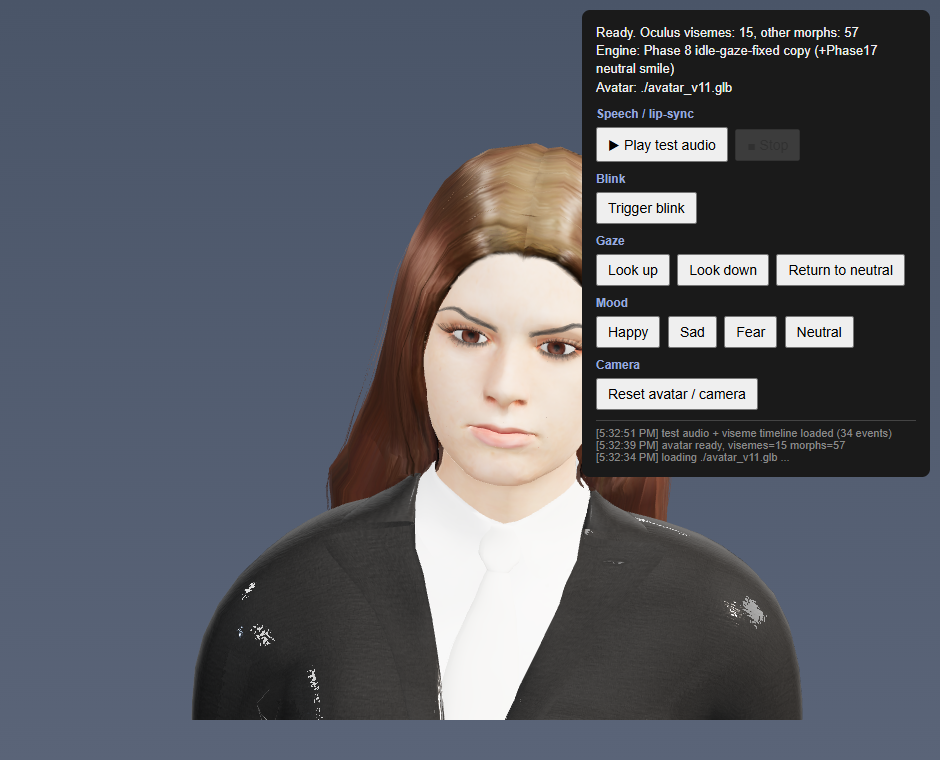 Ready. Oculus visemes: 15, other morphs: 57
Engine: Phase 8 idle-gaze-fixed copy (+Phase17
neutral smile)
Avatar: ./avatar_v11.glb
Speech / lip-sync
▶ Play test audio ■ Stop
Blink
Trigger blink
Gaze
Look up Look down Return to neutral
Mood
Happy Sad Fear Neutral
Camera
Reset avatar / camera
[5:32:51 PM] test audio + viseme timeline loaded (34 events)
[5:32:39 PM] avatar ready, visemes=15 morphs=57
[5:32:34 PM] loading ./avatar_v11.glb ...